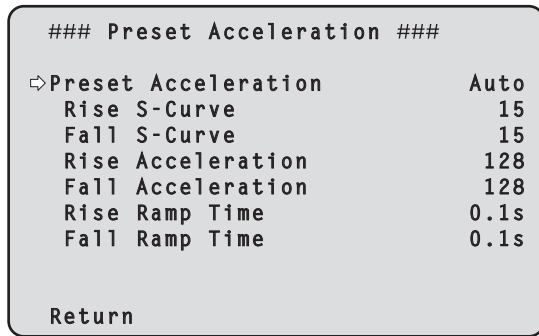 ### Preset Acceleration ###
⇨Preset Acceleration Auto
Rise S-Curve 15
Fall S-Curve 15
Rise Acceleration 128
Fall Acceleration 128
Rise Ramp Time 0.1s
Fall Ramp Time 0.1s
Return